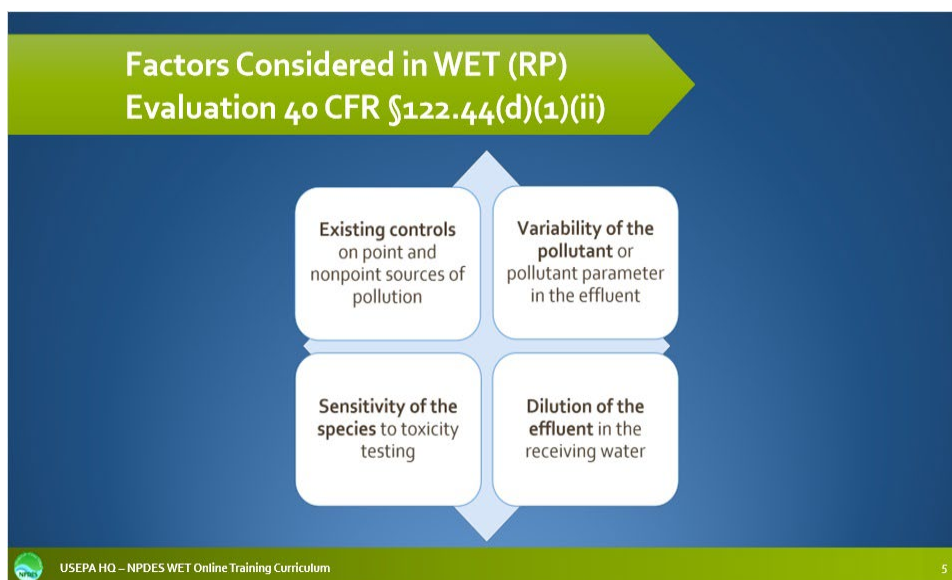 Factors Considered in WET (RP)
Evaluation 40 CFR §122.44(d)(1)(ii)
Existing controls
on point and
nonpoint sources of
pollution
Variability of the
pollutant or
pollutant parameter
in the effluent
Sensitivity of the
species to toxicity
testing
Dilution of the
effluent in the
receiving water
NPDES
USEPA HQ – NPDES WET Online Training Curriculum
5